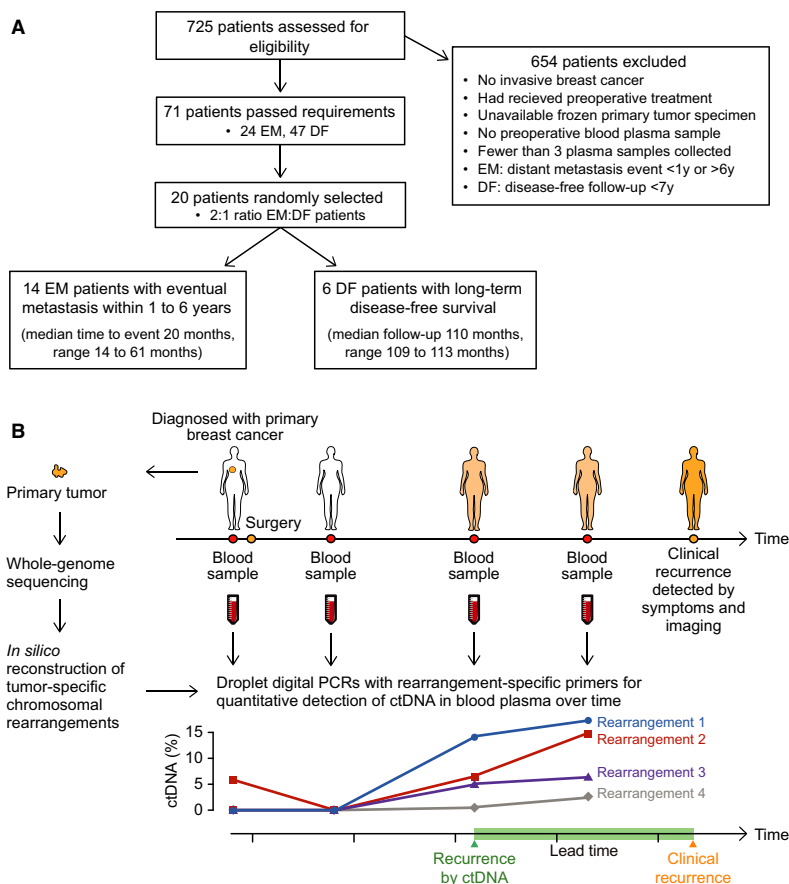 A
725 patients assessed for
eligibility
654 patients excluded
• No invasive breast cancer
• Had recieved preoperative treatment
• Unavailable frozen primary tumor specimen
• No preoperative blood plasma sample
• Fewer than 3 plasma samples collected
• EM: distant metastasis event <1y or >6y
• DF: disease-free follow-up <7y
71 patients passed requirements
• 24 EM, 47 DF
20 patients randomly selected
• 2:1 ratio EM:DF patients
14 EM patients with eventual
metastasis within 1 to 6 years
(median time to event 20 months,
range 14 to 61 months)
6 DF patients with long-term
disease-free survival
(median follow-up 110 months,
range 109 to 113 months)
B
Diagnosed with primary
breast cancer
Primary tumor
Surgery
Time
Whole-genome
sequencing
Blood
sample
Blood
sample
Blood
sample
Blood
sample
Clinical
recurrence
detected by
symptoms and
imaging
In silico
reconstruction of
tumor-specific
chromosomal
rearrangements
Droplet digital PCRs with rearrangement-specific primers for
quantitative detection of ctDNA in blood plasma over time
ctDNA (%)
15
10
5
0
Rearrangement 1
Rearrangement 2
Rearrangement 3
Rearrangement 4
Time
Lead time
Recurrence
by ctDNA
Clinical
recurrence